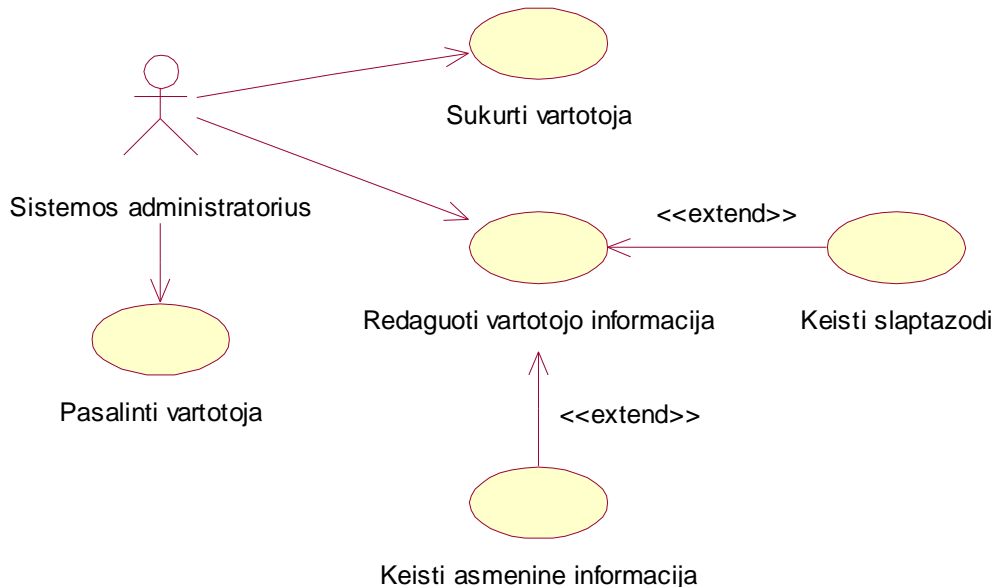 Sukurti vartotoja
Sistemos administratorius
<<extend>>
Redaguoti vartotojo informacija
Keisti slaptazodi
Pasalinti vartotoja
<<extend>>
Keisti asmenine informacija